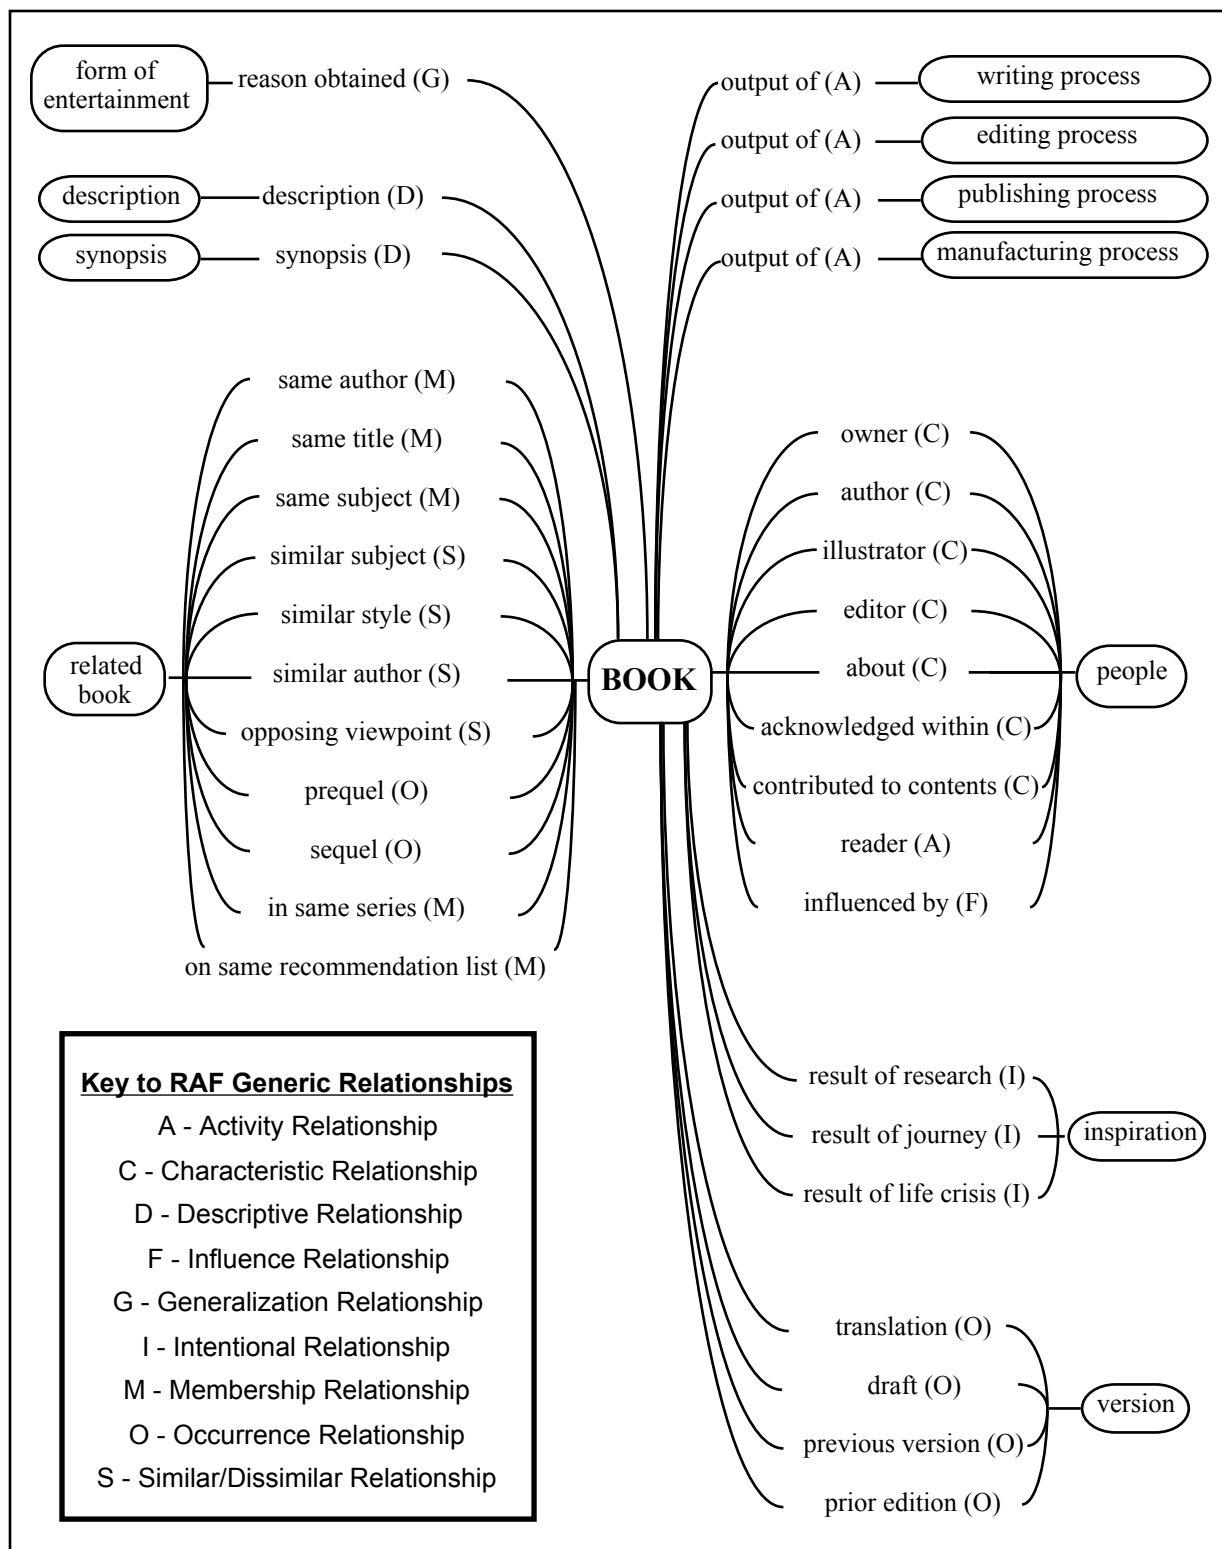 form of
entertainment
reason obtained (G)
description
description (D)
synopsis
synopsis (D)
output of (A)
writing process
output of (A)
editing process
output of (A)
publishing process
output of (A)
manufacturing process
same author (M)
same title (M)
same subject (M)
similar subject (S)
similar style (S)
similar author (S)
opposing viewpoint (S)
prequel (O)
sequel (O)
in same series (M)
on same recommendation list (M)
related
book
BOOK
owner (C)
author (C)
illustrator (C)
editor (C)
about (C)
acknowledged within (C)
contributed to contents (C)
reader (A)
influenced by (F)
people
result of research (I)
result of journey (I)
result of life crisis (I)
inspiration
translation (O)
draft (O)
previous version (O)
prior edition (O)
version
Key to RAF Generic Relationships
A - Activity Relationship
C - Characteristic Relationship
D - Descriptive Relationship
F - Influence Relationship
G - Generalization Relationship
I - Intentional Relationship
M - Membership Relationship
O - Occurrence Relationship
S - Similar/Dissimilar Relationship